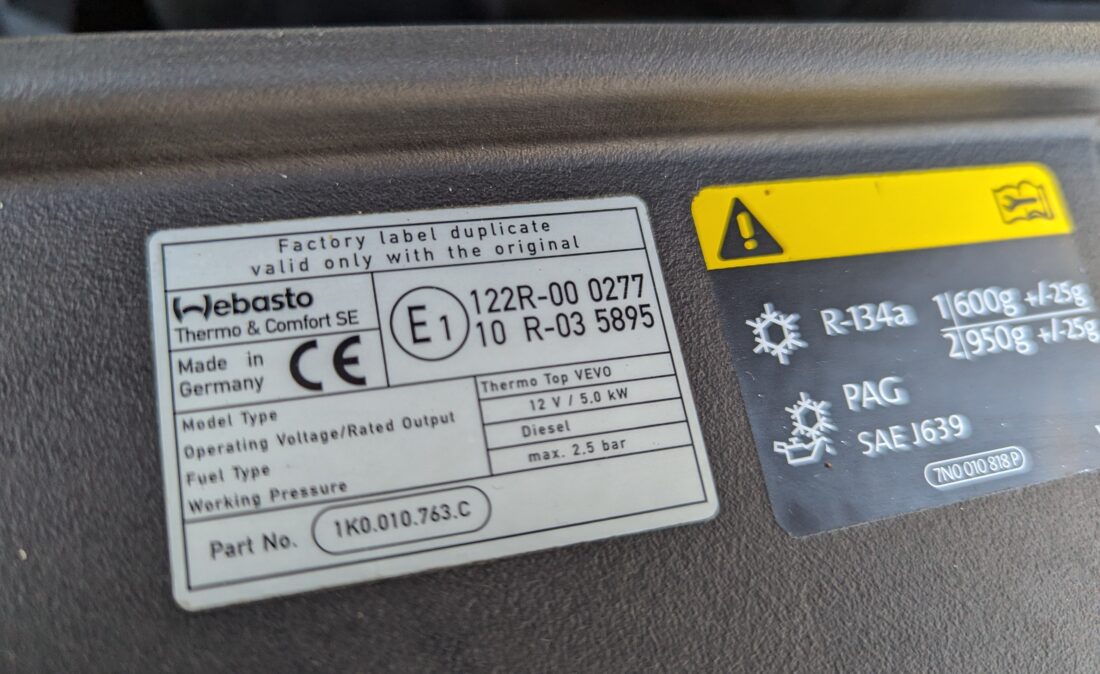 Factory label duplicate
valid only with the original
Webasto
Thermo & Comfort SE
Made in
Germany
CE
E1
122R-00 0277
10 R-03 5895
Model Type
Thermo Top VEVO
Operating Voltage/Rated Output
12 V / 5.0 kW
Fuel Type
Diesel
Working Pressure
max. 2.5 bar
Part No. 1K0.010.763.C
R-134a
1 600g +/-25g
2 950g +/-25g
PAG
SAE J639
7N0 010 818 P